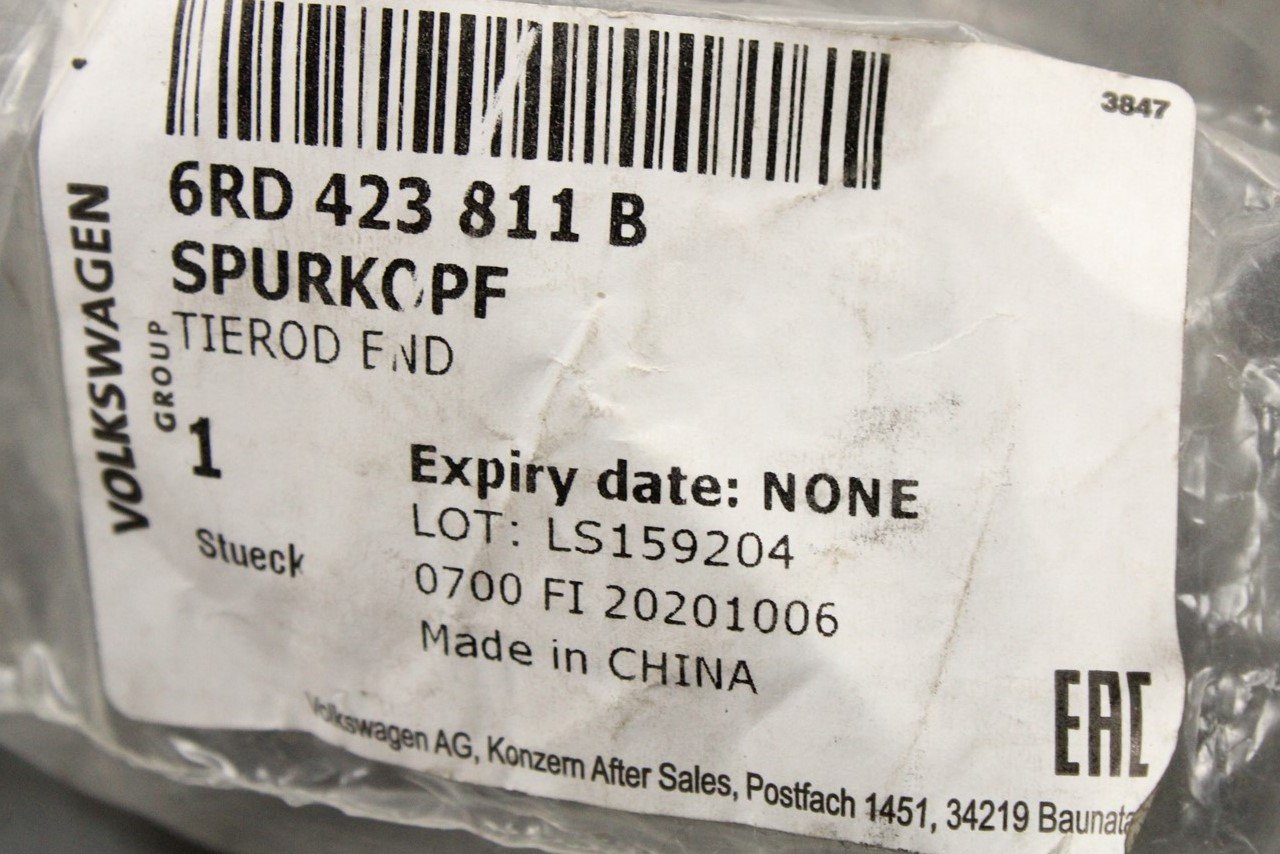 3847
6RD 423 811 B
SPURKOPF
TIEROD END
VOLKSWAGEN
GROUP
1
Stueck
Expiry date: NONE
LOT: LS159204
0700 FI 20201006
Made in CHINA
EAC
Volkswagen AG, Konzern After Sales, Postfach 1451, 34219 Baunata